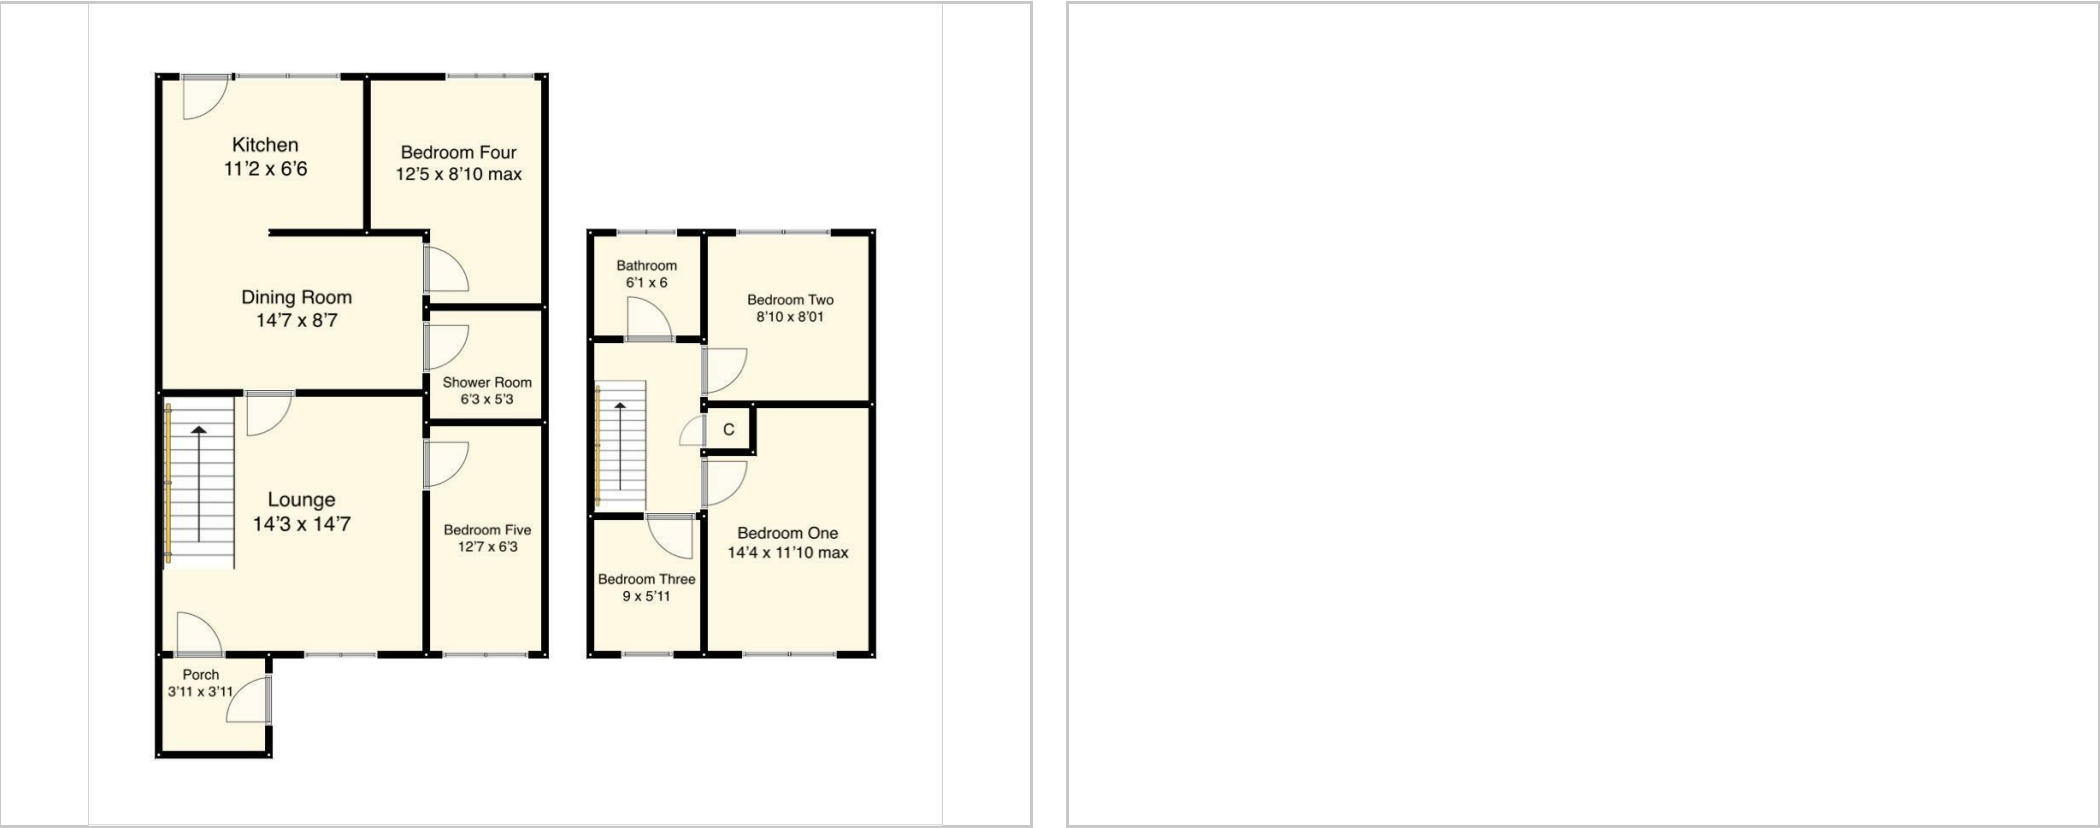 Kitchen
11'2 x 6'6
Bedroom Four
12'5 x 8'10 max
Dining Room
14'7 x 8'7
Shower Room
6'3 x 5'3
Lounge
14'3 x 14'7
Bedroom Five
12'7 x 6'3
Porch
3'11 x 3'11
Bathroom
6'1 x 6
Bedroom Two
8'10 x 8'01
C
Bedroom One
14'4 x 11'10 max
Bedroom Three
9 x 5'11